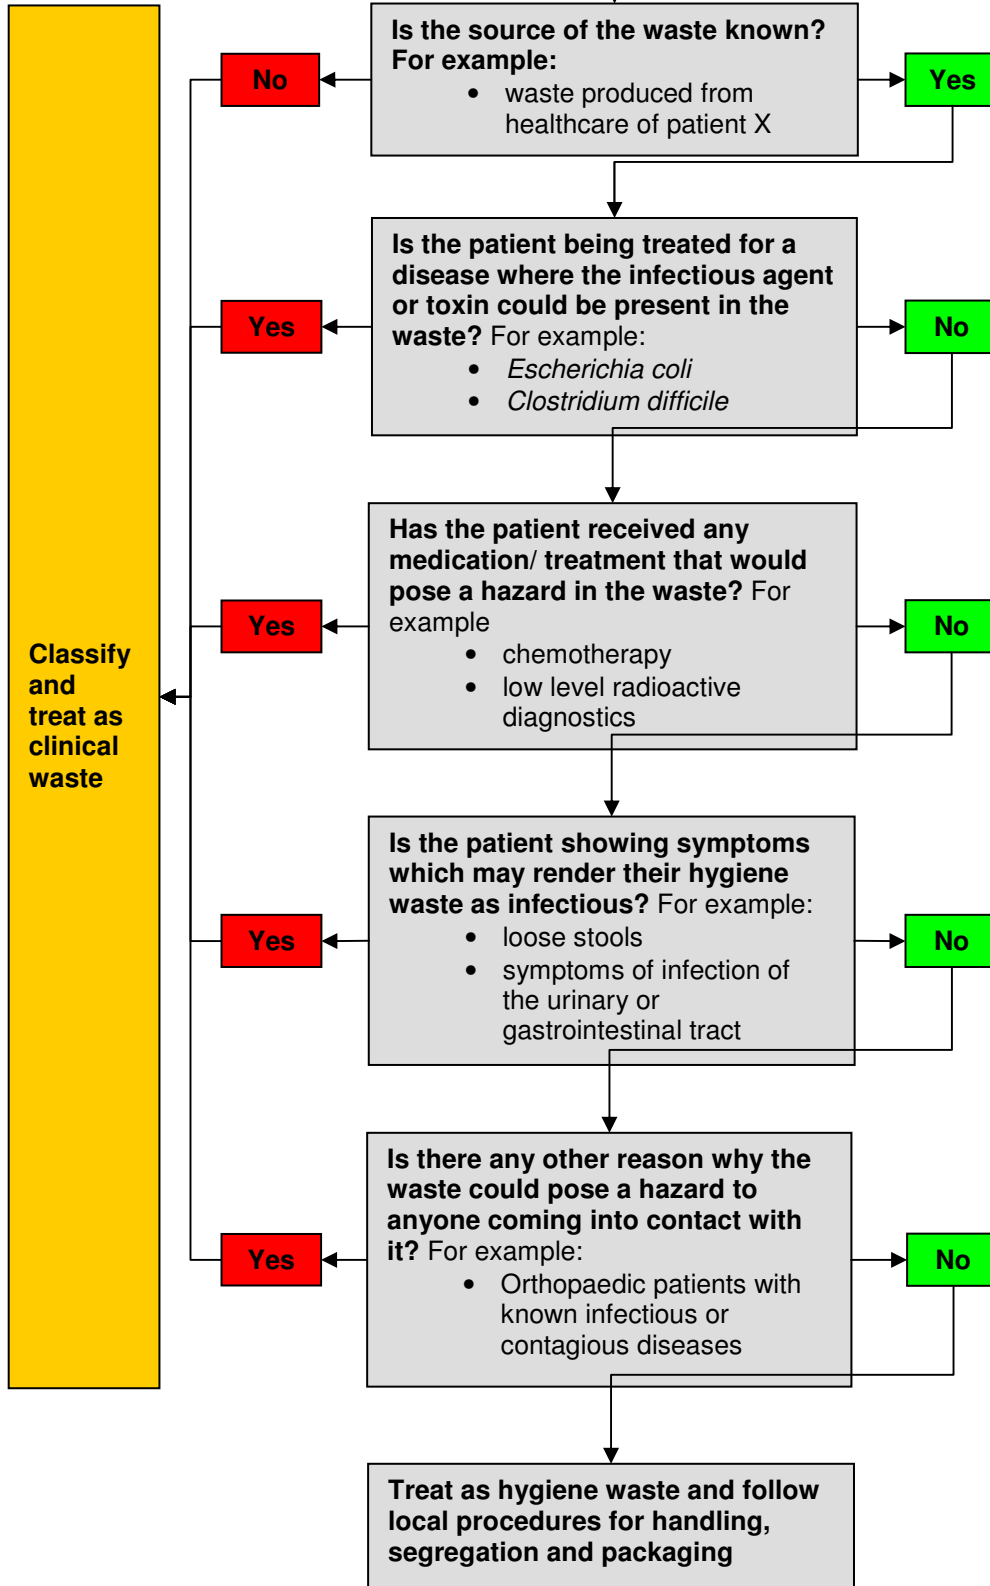 Is the source of the waste known?
For example:
• waste produced from
healthcare of patient X
No
Yes
Is the patient being treated for a
disease where the infectious agent
or toxin could be present in the
waste? For example:
• Escherichia coli
• Clostridium difficile
Yes
No
Has the patient received any
medication/ treatment that would
pose a hazard in the waste? For
example
• chemotherapy
• low level radioactive
diagnostics
Yes
No
Classify
and
treat as
clinical
waste
Is the patient showing symptoms
which may render their hygiene
waste as infectious? For example:
• loose stools
• symptoms of infection of
the urinary or
gastrointestinal tract
Yes
No
Is there any other reason why the
waste could pose a hazard to
anyone coming into contact with
it? For example:
• Orthopaedic patients with
known infectious or
contagious diseases
Yes
No
Treat as hygiene waste and follow
local procedures for handling,
segregation and packaging